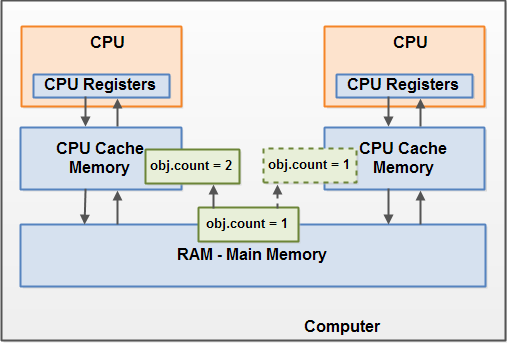 CPU
CPU
CPU Registers
CPU Registers
CPU Cache
Memory
CPU Cache
Memory
obj.count = 2
obj.count = 1
obj.count = 1
RAM - Main Memory
Computer